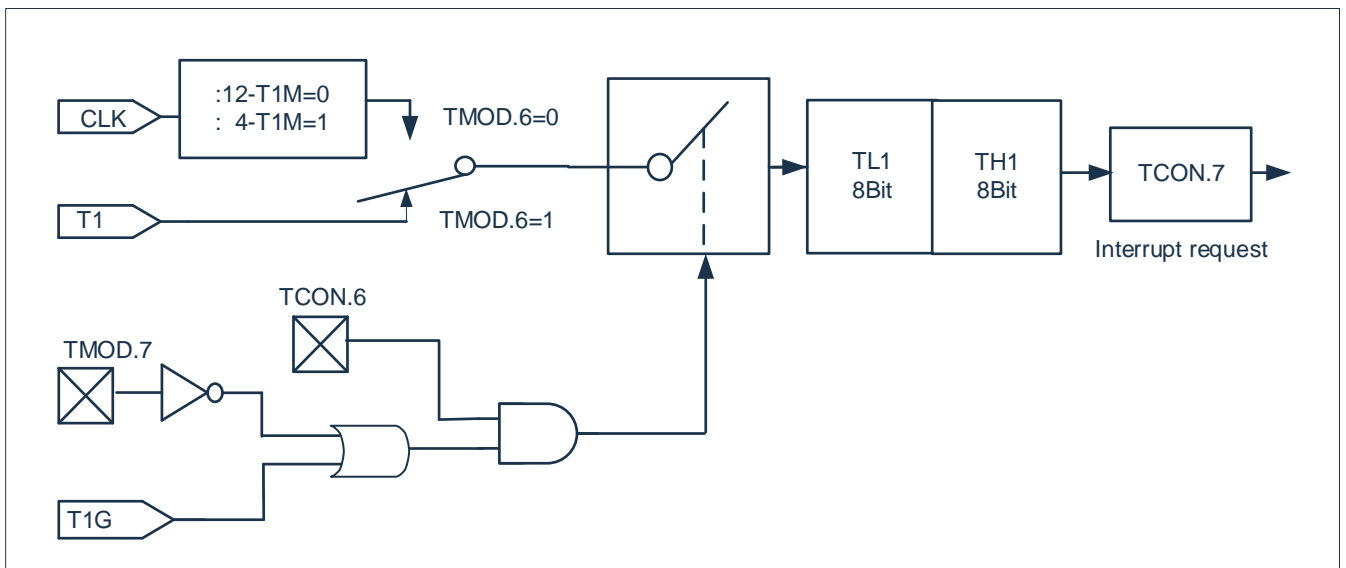 CLK
:12-T1M=0
: 4-T1M=1
TMOD.6=0
T1
TMOD.6=1
TL1
8Bit
TH1
8Bit
TCON.7
Interrupt request
TCON.6
TMOD.7
T1G